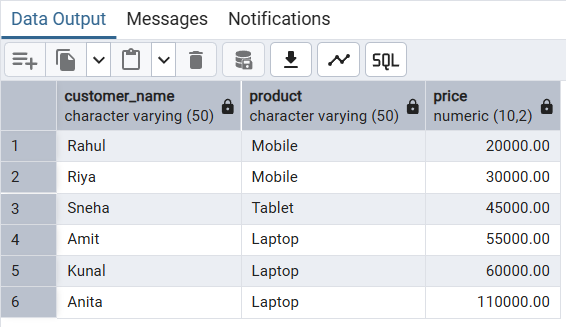 Data Output Messages Notifications
SQL
customer_name product price
character varying (50) character varying (50) numeric (10,2)
1 Rahul Mobile 20000.00
2 Riya Mobile 30000.00
3 Sneha Tablet 45000.00
4 Amit Laptop 55000.00
5 Kunal Laptop 60000.00
6 Anita Laptop 110000.00